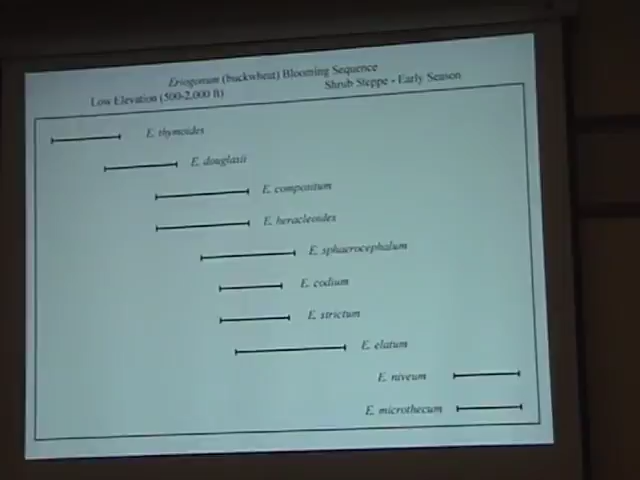 Eriogonum (buckwheat) Blooming Sequence
Low Elevation (500-2,000 ft) Shrub Steppe - Early Season
E. thymoides
E. douglasii
E. compositum
E. heracleoides
E. sphaerocephalum
E. codium
E. strictum
E. elatum
E. niveum
E. microthecum